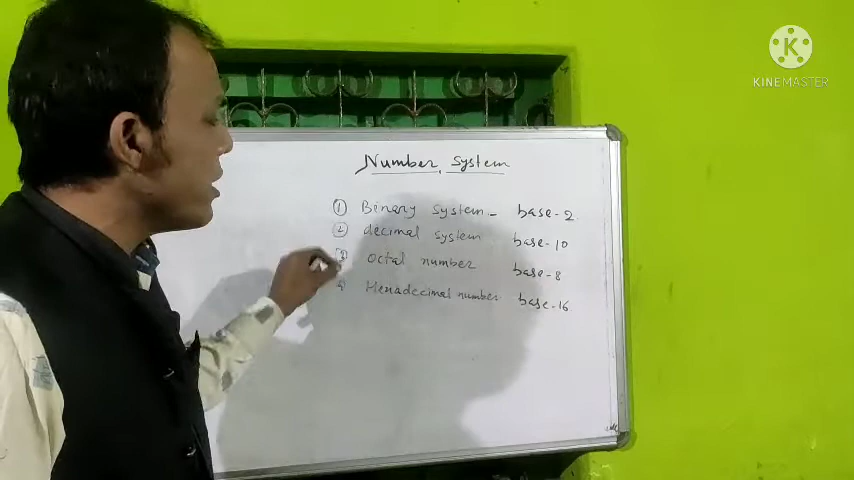 Number System
① Binary system - base-2
② decimal system base-10
③ Octal number base-8
④ Hexadecimal number base-16
K
KINEMASTER